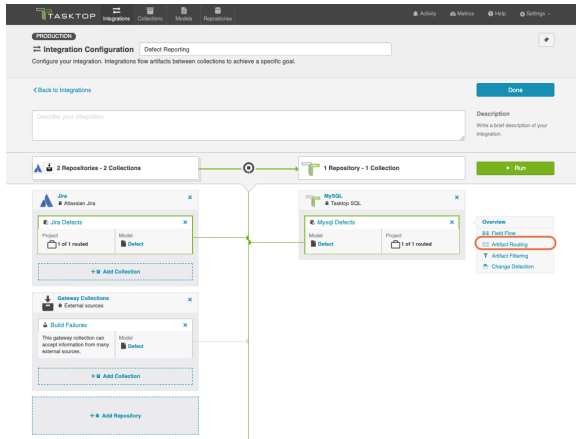 TASKTOP
Integrations
Collections
Models
Repositories
Activity
Metrics
Help
Settings
PRODUCTION
Integration Configuration
Defect Reporting
Configure your integration. Integrations flow artifacts between collections to achieve a specific goal.
Back to Integrations
Done
Describe your integration
Description
Write a brief description of your
integration.
2 Repositories - 2 Collections
1 Repository - 1 Collection
Run
Jira
Atlassian Jira
Jira Defects
Project
1 of 1 routed
Model
Defect
+ Add Collection
MySQL
Tasktop SQL
Mysql Defects
Model
Defect
Project
1 of 1 routed
Overview
Field Flow
Artifact Routing
Artifact Filtering
Change Detection
Gateway Collections
External sources
Build Failures
This gateway collection can
accept information from many
external sources.
Model
Defect
+ Add Collection
+ Add Repository